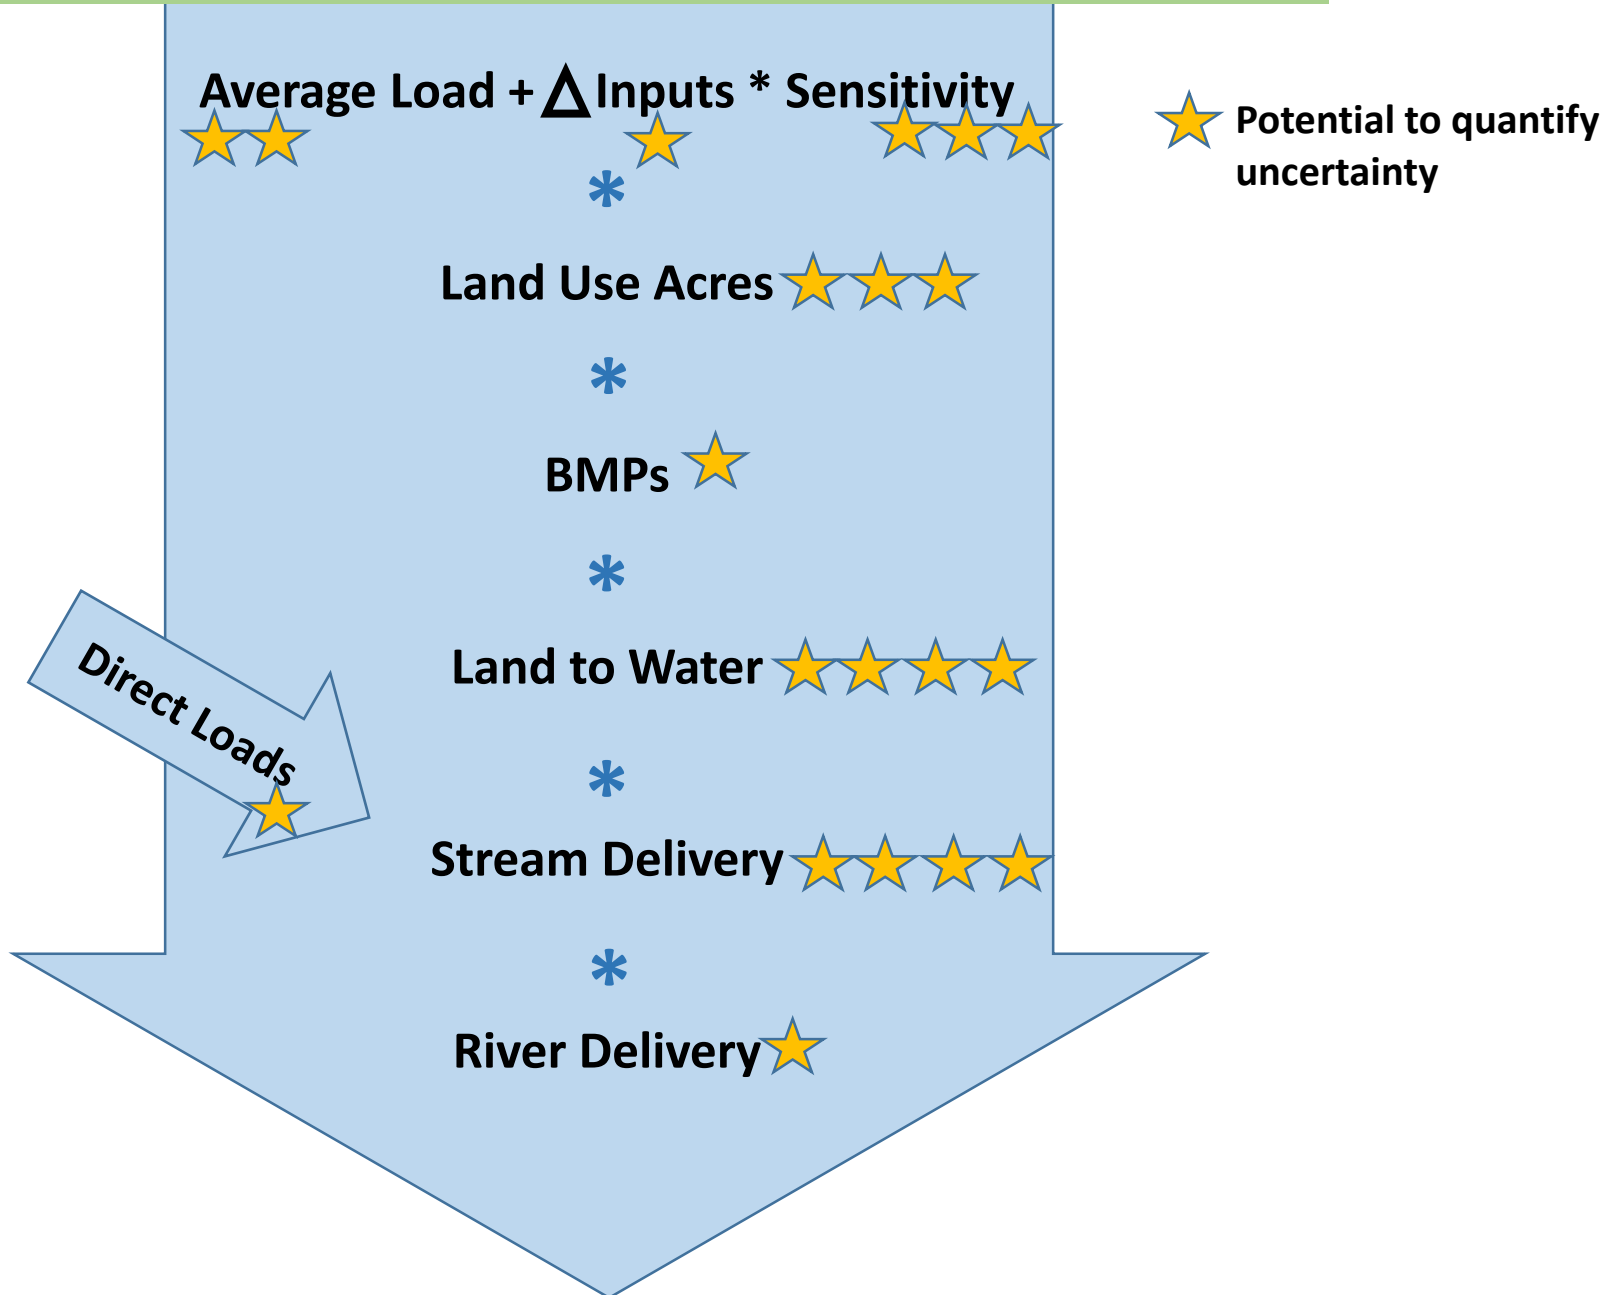 Average Load + Δ Inputs * Sensitivity
Potential to quantify
uncertainty
*
Land Use Acres
*
BMPs
*
Land to Water
Direct Loads
*
Stream Delivery
*
River Delivery